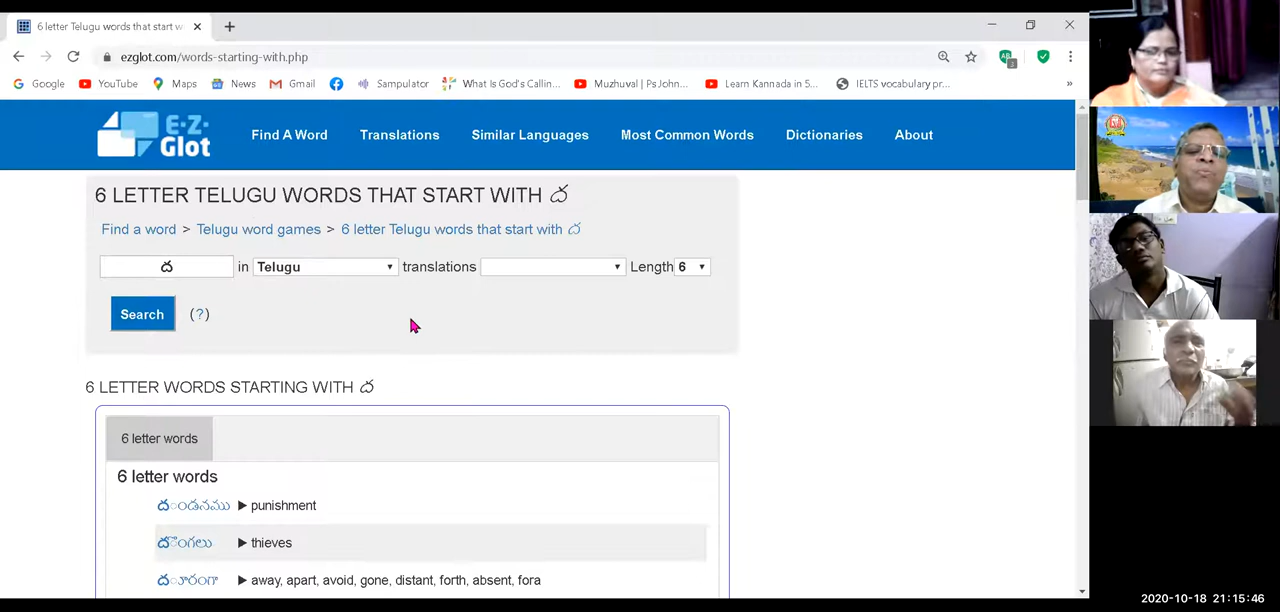 6 letter Telugu words that start w
ezglot.com/words-starting-with.php
Google YouTube Maps News Gmail Sampulator What Is God's Calling... Muzhuval | Ps John... Learn Kannada in 5... IELTS vocabulary pr... »
E-Z-Glot Find A Word Translations Similar Languages Most Common Words Dictionaries About
6 LETTER TELUGU WORDS THAT START WITH ద
Find a word > Telugu word games > 6 letter Telugu words that start with ద
ద in Telugu translations Length 6
Search (?)
6 LETTER WORDS STARTING WITH ద
6 letter words
6 letter words
దండనము ▶ punishment
దొంగలు ▶ thieves
దూరంగా ▶ away, apart, avoid, gone, distant, forth, absent, fora
2020-10-18 21:15:46